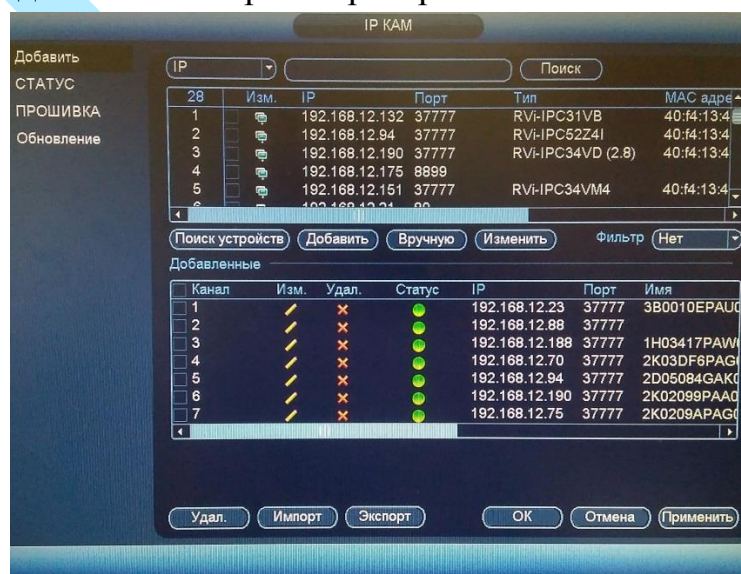 IP КАМ
Добавить
СТАТУС
ПРОШИВКА
Обновление
IP Поиск
28 Изм. IP Порт Тип MAC адре
1 192.168.12.132 37777 RVi-IPC31VB 40:f4:13:4
2 192.168.12.94 37777 RVi-IPC52Z4I 40:f4:13:4
3 192.168.12.190 37777 RVi-IPC34VD (2.8) 40:f4:13:4
4 192.168.12.175 8899
5 192.168.12.151 37777 RVi-IPC34VM4 40:f4:13:4
Поиск устройств Добавить Вручную Изменить Фильтр Нет
Добавленные
Канал Изм. Удал. Статус IP Порт Имя
1 192.168.12.23 37777 3B0010EPAU0
2 192.168.12.88 37777
3 192.168.12.188 37777 1H03417PAW
4 192.168.12.70 37777 2K03DF6PAG
5 192.168.12.94 37777 2D05084GAK
6 192.168.12.190 37777 2K02099PAA0
7 192.168.12.75 37777 2K0209APAG
Удал. Импорт Экспорт ОК Отмена Применить